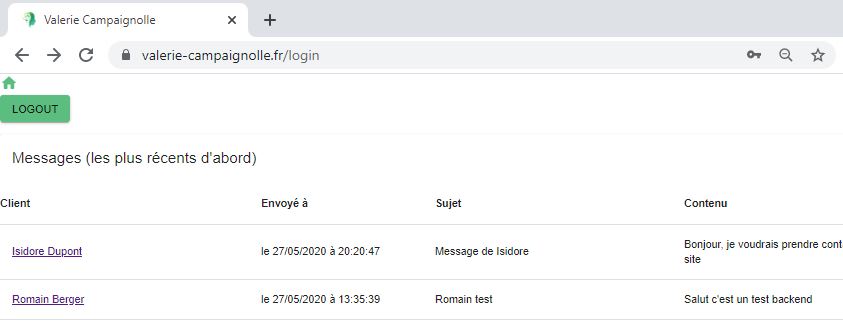 Valerie Campaignolle
valerie-campaignolle.fr/login
LOGOUT
Messages (les plus récents d'abord)
Client Envoyé à Sujet Contenu
Isidore Dupont le 27/05/2020 à 20:20:47 Message de Isidore Bonjour, je voudrais prendre cont
site
Romain Berger le 27/05/2020 à 13:35:39 Romain test Salut c'est un test backend